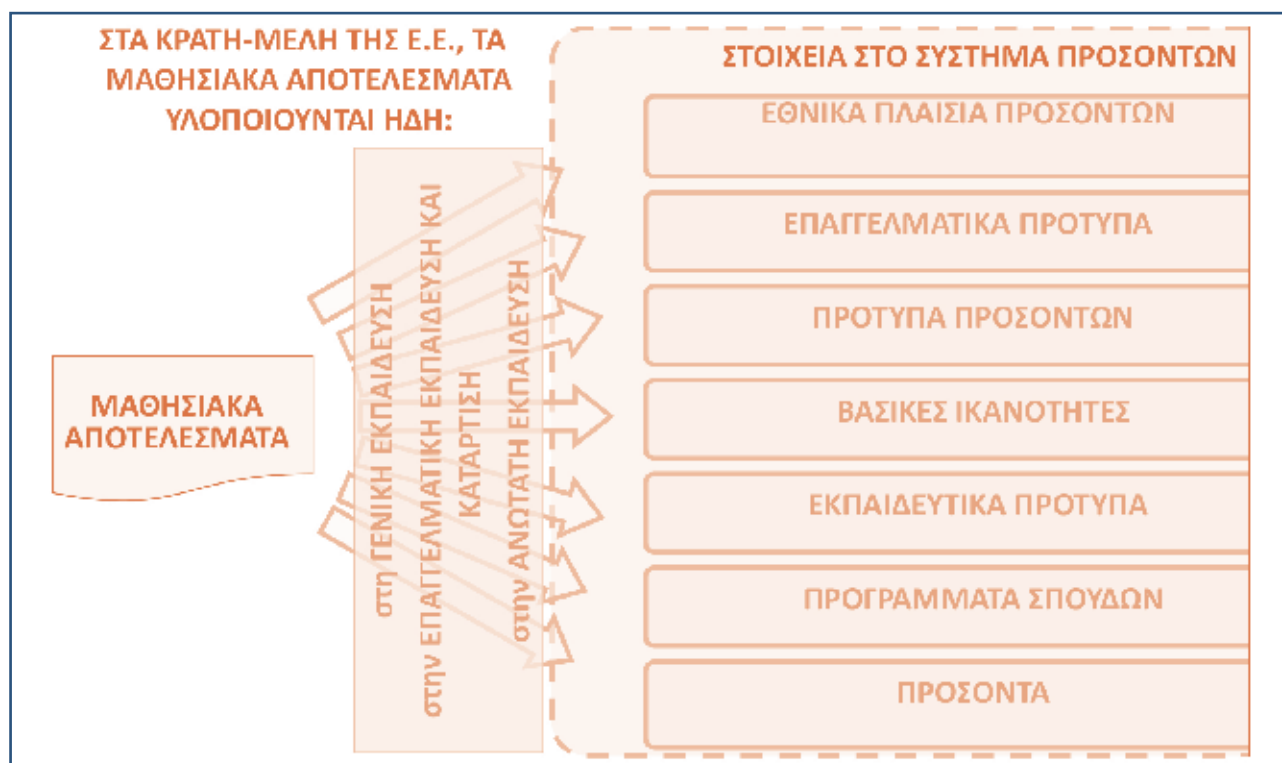 ΣΤΑ ΚΡΑΤΗ-ΜΕΛΗ ΤΗΣ Ε.Ε., ΤΑ
ΜΑΘΗΣΙΑΚΑ ΑΠΟΤΕΛΕΣΜΑΤΑ
ΥΛΟΠΟΙΟΥΝΤΑΙ ΗΔΗ:
ΜΑΘΗΣΙΑΚΑ
ΑΠΟΤΕΛΕΣΜΑΤΑ
στη ΓΕΝΙΚΗ ΕΚΠΑΙΔΕΥΣΗ
στην ΕΠΑΓΓΕΛΜΑΤΙΚΗ ΕΚΠΑΙΔΕΥΣΗ ΚΑΙ
ΚΑΤΑΡΤΙΣΗ
στην ΑΝΩΤΑΤΗ ΕΚΠΑΙΔΕΥΣΗ
ΣΤΟΙΧΕΙΑ ΣΤΟ ΣΥΣΤΗΜΑ ΠΡΟΣΟΝΤΩΝ
ΕΘΝΙΚΑ ΠΛΑΙΣΙΑ ΠΡΟΣΟΝΤΩΝ
ΕΠΑΓΓΕΛΜΑΤΙΚΑ ΠΡΟΤΥΠΑ
ΠΡΟΤΥΠΑ ΠΡΟΣΟΝΤΩΝ
ΒΑΣΙΚΕΣ ΙΚΑΝΟΤΗΤΕΣ
ΕΚΠΑΙΔΕΥΤΙΚΑ ΠΡΟΤΥΠΑ
ΠΡΟΓΡΑΜΜΑΤΑ ΣΠΟΥΔΩΝ
ΠΡΟΣΟΝΤΑ